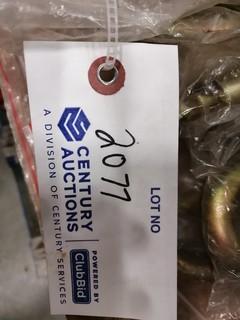 LOT NO
2077
CENTURY
AUCTIONS
A DIVISION OF CENTURY SERVICES
POWERED BY
ClubBid